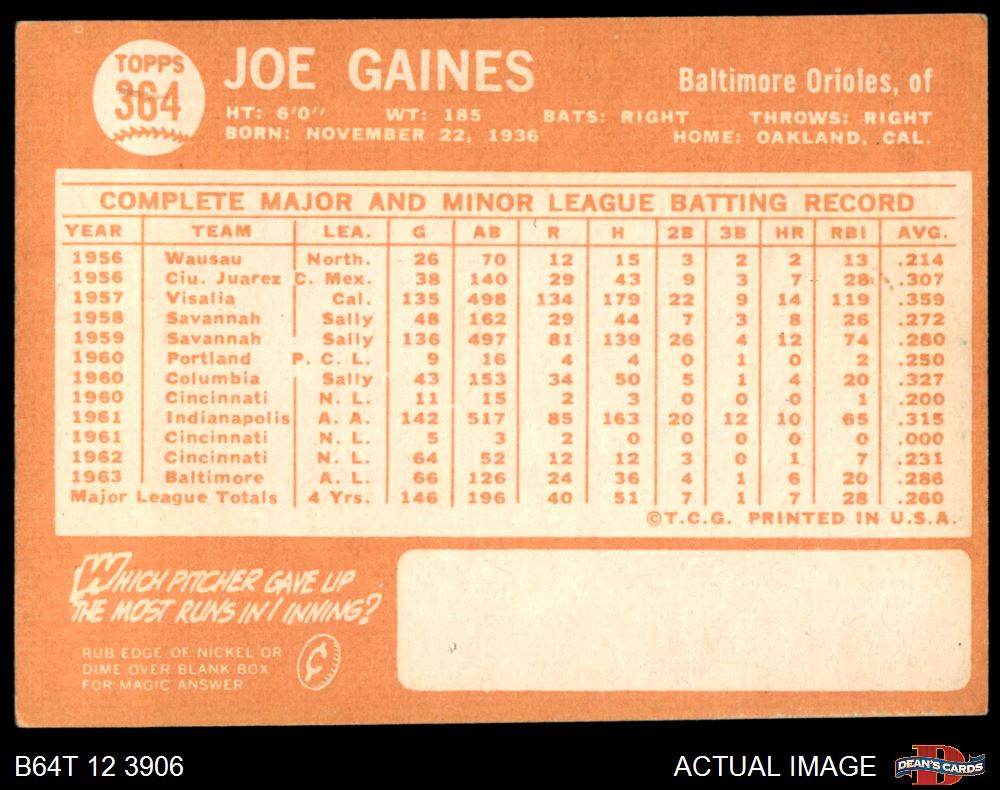 TOPPS
364
JOE GAINES
Baltimore Orioles, of
HT: 6'0" WT: 185 BATS: RIGHT THROWS: RIGHT
BORN: NOVEMBER 22, 1936 HOME: OAKLAND, CAL.
COMPLETE MAJOR AND MINOR LEAGUE BATTING RECORD
YEAR TEAM LEA. G AB R H 2B 3B HR RBI AVG.
1956 Wausau North. 26 70 12 15 3 2 2 13 .214
1956 Ciu. Juarez C. Mex. 38 140 29 43 9 3 7 28 .307
1957 Visalia Cal. 135 498 134 179 22 9 14 119 .359
1958 Savannah Sally 48 162 29 44 7 3 8 26 .272
1959 Savannah Sally 136 497 81 139 26 4 12 74 .280
1960 Portland P. C. L. 9 16 4 4 0 1 0 2 .250
1960 Columbia Sally 43 153 34 50 5 1 4 20 .327
1960 Cincinnati N. L. 11 15 2 3 0 0 0 1 .200
1961 Indianapolis A. A. 142 517 85 163 20 12 10 65 .315
1961 Cincinnati N. L. 5 3 2 0 0 0 0 0 .000
1962 Cincinnati N. L. 64 52 12 12 3 0 1 7 .231
1963 Baltimore A. L. 66 126 24 36 4 1 6 20 .286
Major League Totals 4 Yrs. 146 196 40 51 7 1 7 28 .260
©T.C.G. PRINTED IN U.S.A.
WHICH PITCHER GAVE UP
THE MOST RUNS IN 1 INNING?
RUB EDGE OF NICKEL OR
DIME OVER BLANK BOX
FOR MAGIC ANSWER
¢
B64T 12 3906
ACTUAL IMAGE
DEAN'S CARDS